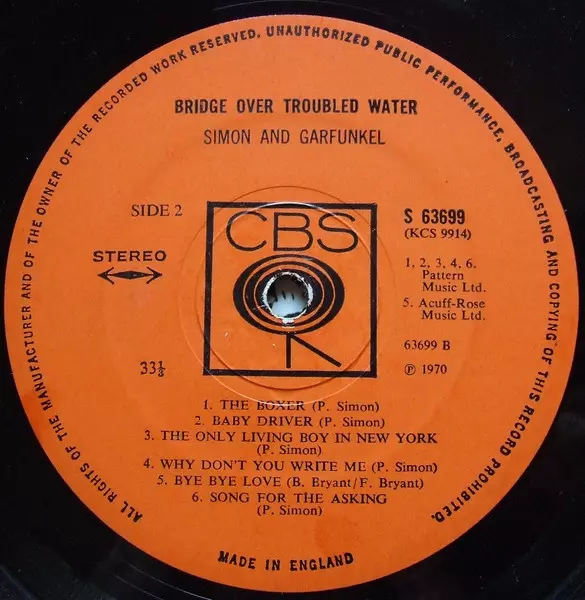 ALL RIGHTS OF THE MANUFACTURER AND OF THE OWNER OF THE RECORDED WORK RESERVED. UNAUTHORIZED PUBLIC PERFORMANCE, BROADCASTING AND COPYING OF THIS RECORD PROHIBITED.
BRIDGE OVER TROUBLED WATER
SIMON AND GARFUNKEL
SIDE 2
STEREO
33⅓
CBS
S 63699
(KCS 9914)
1, 2, 3, 4, 6.
Pattern
Music Ltd.
5. Acuff-Rose
Music Ltd.
63699 B
℗ 1970
1. THE BOXER (P. Simon)
2. BABY DRIVER (P. Simon)
3. THE ONLY LIVING BOY IN NEW YORK
(P. Simon)
4. WHY DON'T YOU WRITE ME (P. Simon)
5. BYE BYE LOVE (B. Bryant/F. Bryant)
6. SONG FOR THE ASKING
(P. Simon)
MADE IN ENGLAND